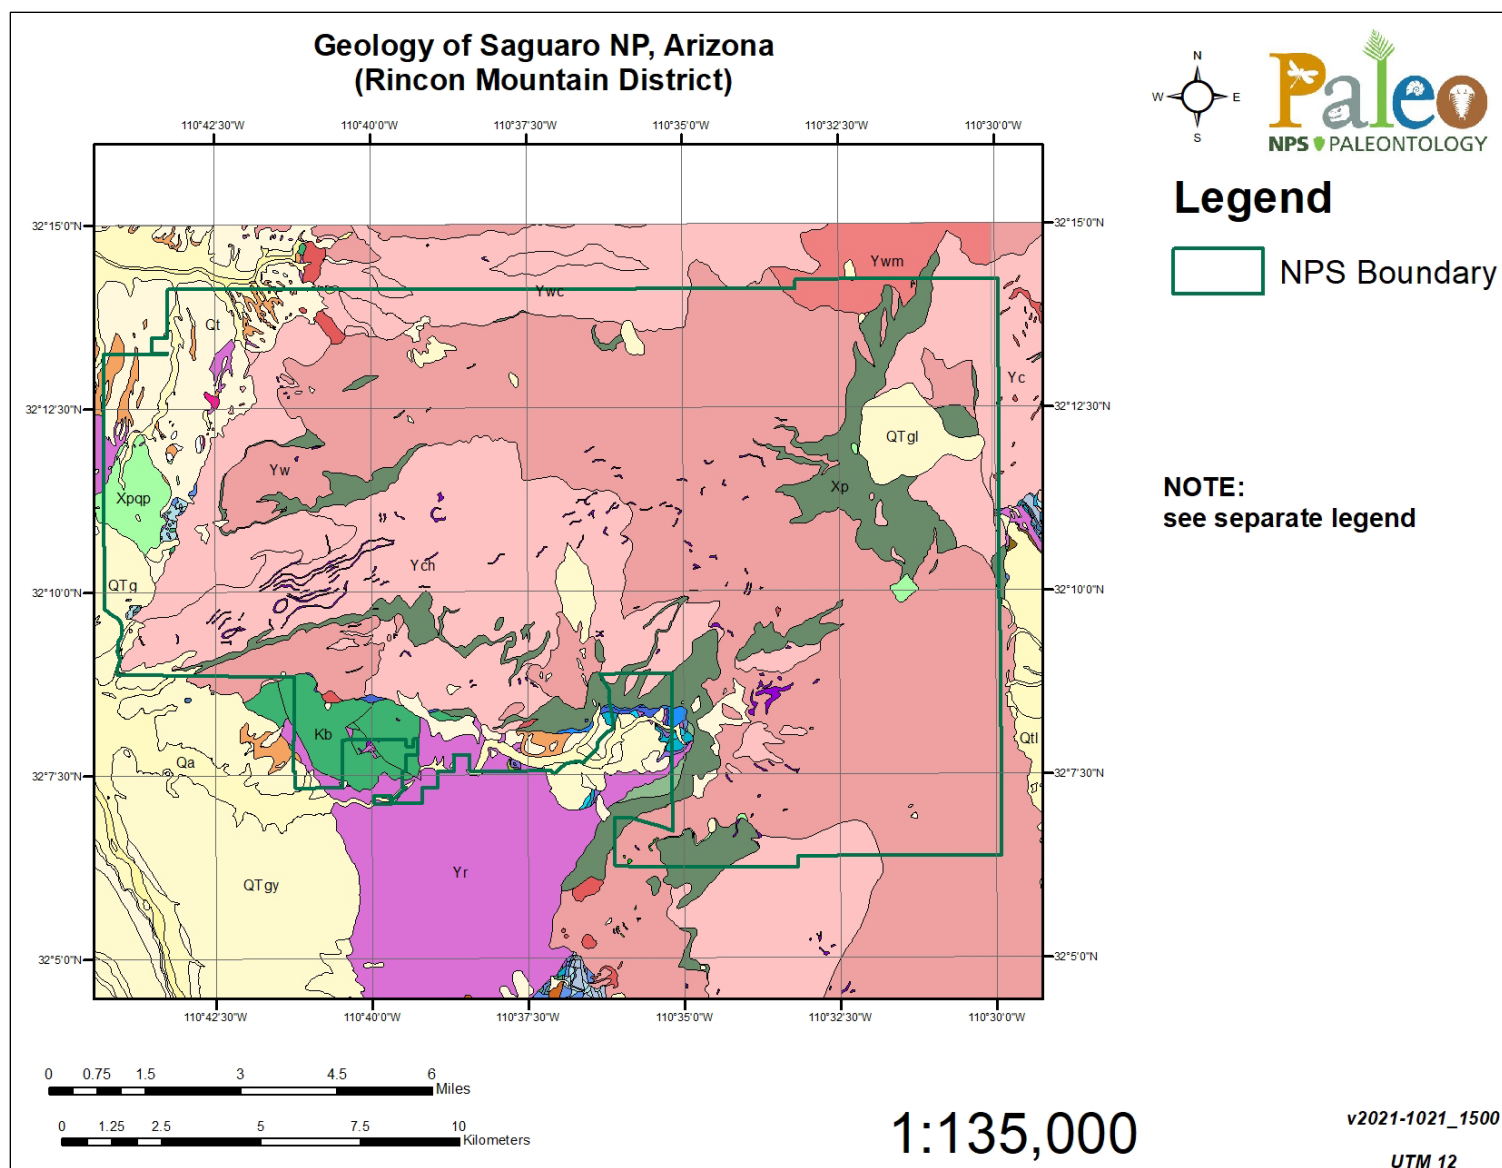 Geology of Saguaro NP, Arizona
(Rincon Mountain District)
N
W E
S
Paleo
NPS PALEONTOLOGY
Legend
NPS Boundary
NOTE:
see separate legend
110°42'30"W 110°40'0"W 110°37'30"W 110°35'0"W 110°32'30"W 110°30'0"W
32°15'0"N 32°15'0"N
Ywm
Ywc
Qt
Yc
32°12'30"N 32°12'30"N
QTgl
Yw
Xp
Xpqp
Ych
QTg
32°10'0"N 32°10'0"N
Kb
Qtl
Qa
32°7'30"N 32°7'30"N
Yr
QTgy
32°5'0"N 32°5'0"N
110°42'30"W 110°40'0"W 110°37'30"W 110°35'0"W 110°32'30"W 110°30'0"W
0 0.75 1.5 3 4.5 6
Miles
0 1.25 2.5 5 7.5 10
Kilometers
1:135,000
v2021-1021_1500
UTM 12